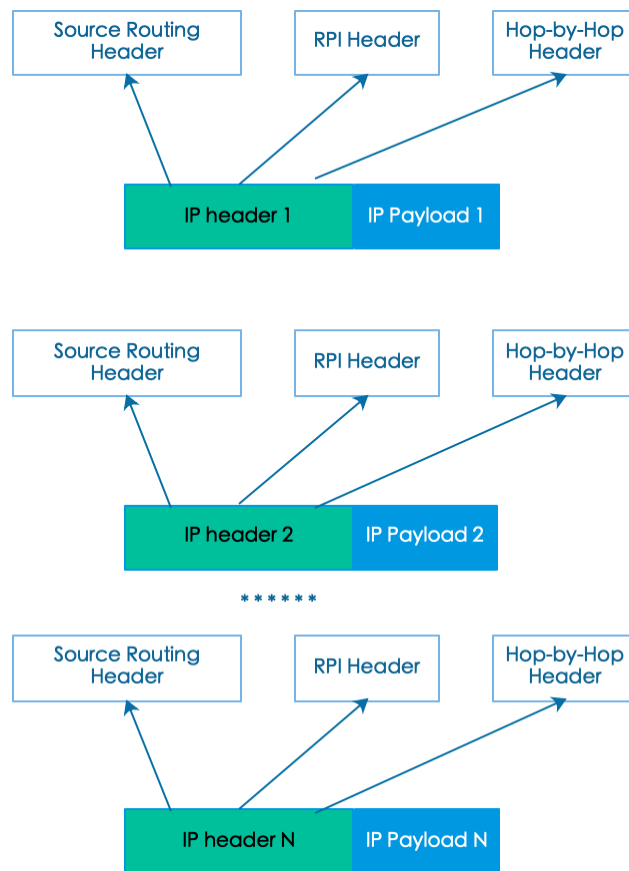 Source Routing
Header
RPI Header
Hop-by-Hop
Header
IP header 1
IP Payload 1
Source Routing
Header
RPI Header
Hop-by-Hop
Header
IP header 2
IP Payload 2
******
Source Routing
Header
RPI Header
Hop-by-Hop
Header
IP header N
IP Payload N